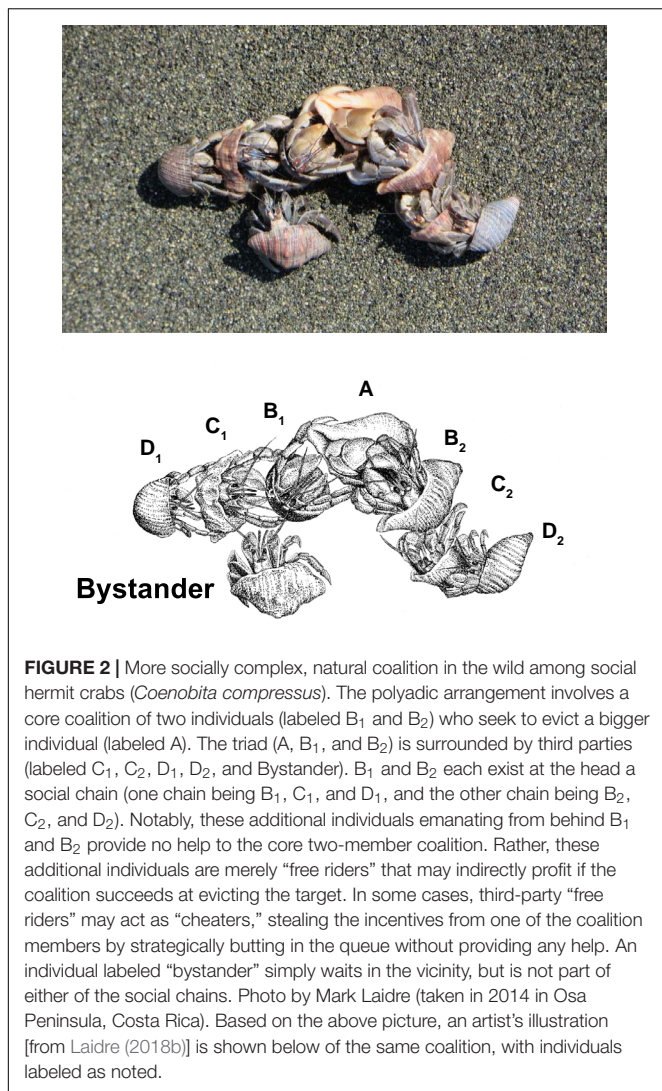 A
B₁
B₂
C₁
C₂
D₁
D₂
Bystander
FIGURE 2 | More socially complex, natural coalition in the wild among social
hermit crabs (Coenobita compressus). The polyadic arrangement involves a
core coalition of two individuals (labeled B₁ and B₂) who seek to evict a bigger
individual (labeled A). The triad (A, B₁, and B₂) is surrounded by third parties
(labeled C₁, C₂, D₁, D₂, and Bystander). B₁ and B₂ each exist at the head a
social chain (one chain being B₁, C₁, and D₁, and the other chain being B₂,
C₂, and D₂). Notably, these additional individuals emanating from behind B₁
and B₂ provide no help to the core two-member coalition. Rather, these
additional individuals are merely “free riders” that may indirectly profit if the
coalition succeeds at evicting the target. In some cases, third-party “free
riders” may act as “cheaters,” stealing the incentives from one of the coalition
members by strategically butting in the queue without providing any help. An
individual labeled “bystander” simply waits in the vicinity, but is not part of
either of the social chains. Photo by Mark Laidre (taken in 2014 in Osa
Peninsula, Costa Rica). Based on the above picture, an artist’s illustration
[from Laidre (2018b)] is shown below of the same coalition, with individuals
labeled as noted.